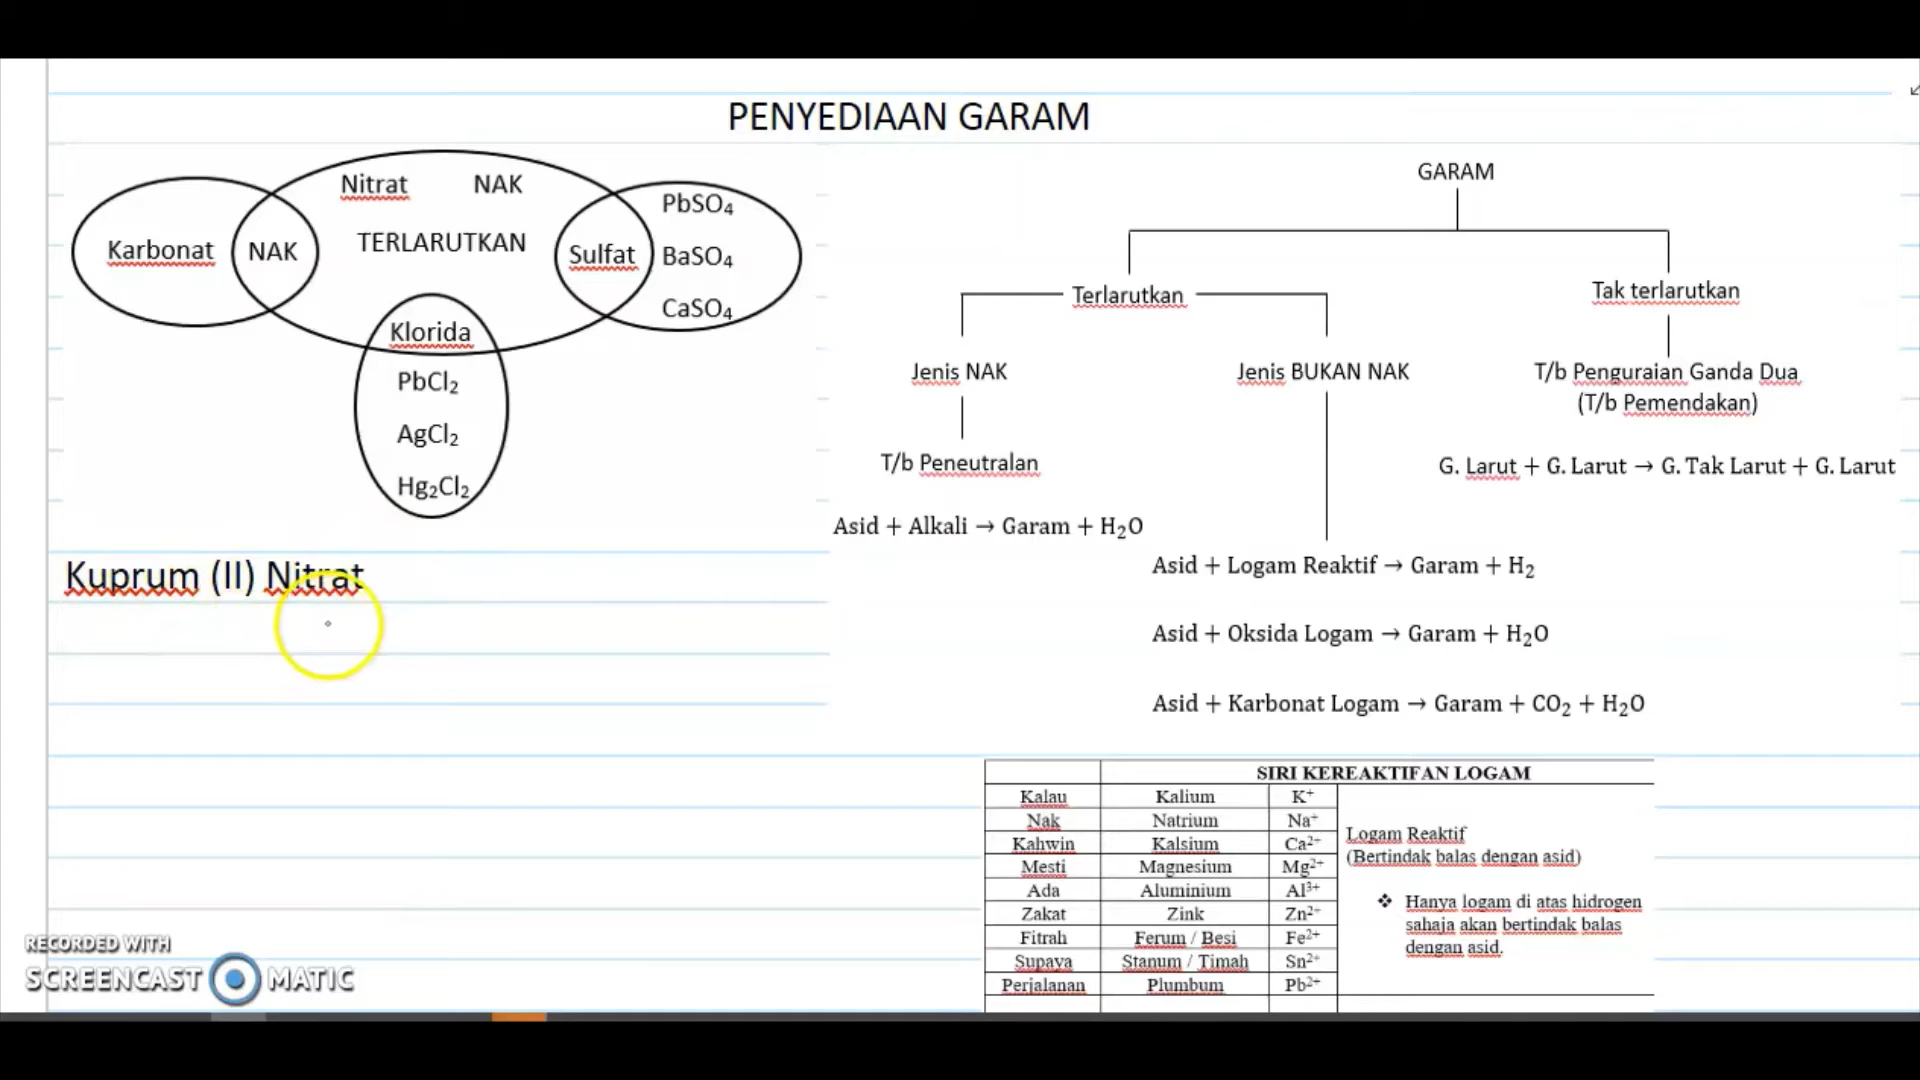 PENYEDIAAN GARAM
Nitrat NAK
TERLARUTKAN
Karbonat NAK
Sulfat
PbSO₄
BaSO₄
CaSO₄
Klorida
PbCl₂
AgCl₂
Hg₂Cl₂
Kuprum (II) Nitrat
GARAM
Terlarutkan
Tak terlarutkan
Jenis NAK
Jenis BUKAN NAK
T/b Penguraian Ganda Dua
(T/b Pemendakan)
T/b Peneutralan
G. Larut + G. Larut → G. Tak Larut + G. Larut
Asid + Alkali → Garam + H₂O
Asid + Logam Reaktif → Garam + H₂
Asid + Oksida Logam → Garam + H₂O
Asid + Karbonat Logam → Garam + CO₂ + H₂O
SIRI KEREAKTIFAN LOGAM
Kalau Kalium K⁺
Nak Natrium Na⁺
Kahwin Kalsium Ca²⁺
Mesti Magnesium Mg²⁺
Ada Aluminium Al³⁺
Zakat Zink Zn²⁺
Fitrah Ferum / Besi Fe²⁺
Supaya Stanum / Timah Sn²⁺
Perjalanan Plumbum Pb²⁺
Logam Reaktif
(Bertindak balas dengan asid)
❖ Hanya logam di atas hidrogen
sahaja akan bertindak balas
dengan asid.
RECORDED WITH
SCREENCAST MATIC